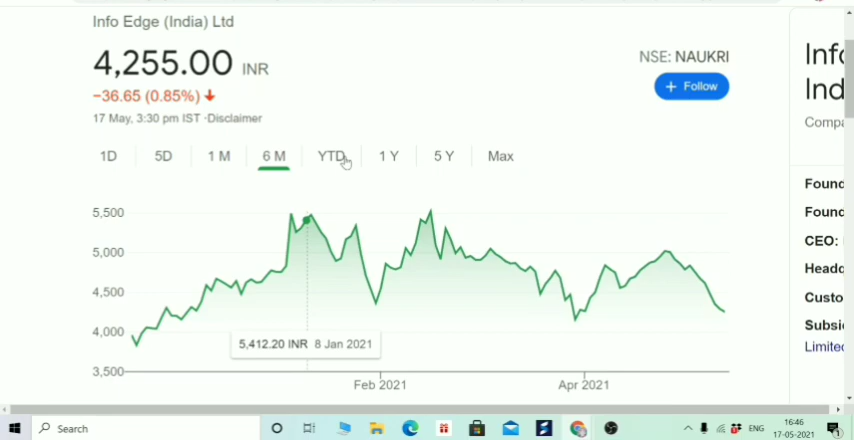 Info Edge (India) Ltd
4,255.00 INR
−36.65 (0.85%)
17 May, 3:30 pm IST ·Disclaimer
NSE: NAUKRI
+ Follow
1D 5D 1 M 6 M YTD 1 Y 5 Y Max
5,500
5,000
4,500
4,000
3,500
5,412.20 INR 8 Jan 2021
Feb 2021 Apr 2021
Info
Ind
Compa
Found
Found
CEO:
Headq
Custo
Subsi
Limited
Search
ENG
16:46
17-05-2021
1